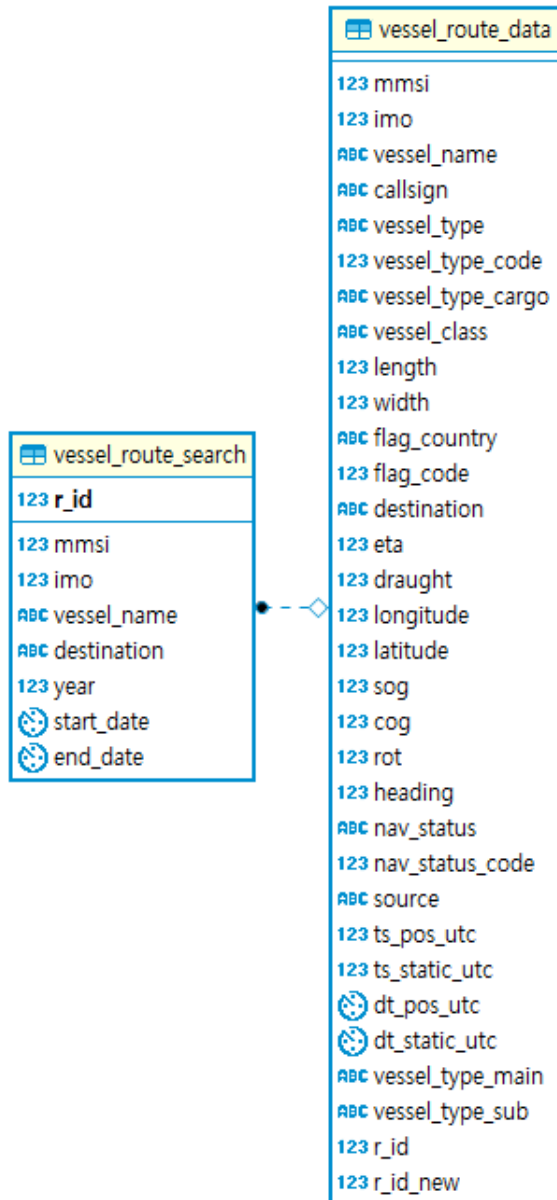 vessel_route_search
123 r_id
123 mmsi
123 imo
ABC vessel_name
ABC destination
123 year
start_date
end_date
vessel_route_data
123 mmsi
123 imo
ABC vessel_name
ABC callsign
ABC vessel_type
123 vessel_type_code
ABC vessel_type_cargo
ABC vessel_class
123 length
123 width
ABC flag_country
123 flag_code
ABC destination
123 eta
123 draught
123 longitude
123 latitude
123 sog
123 cog
123 rot
123 heading
ABC nav_status
123 nav_status_code
ABC source
123 ts_pos_utc
123 ts_static_utc
dt_pos_utc
dt_static_utc
ABC vessel_type_main
ABC vessel_type_sub
123 r_id
123 r_id_new